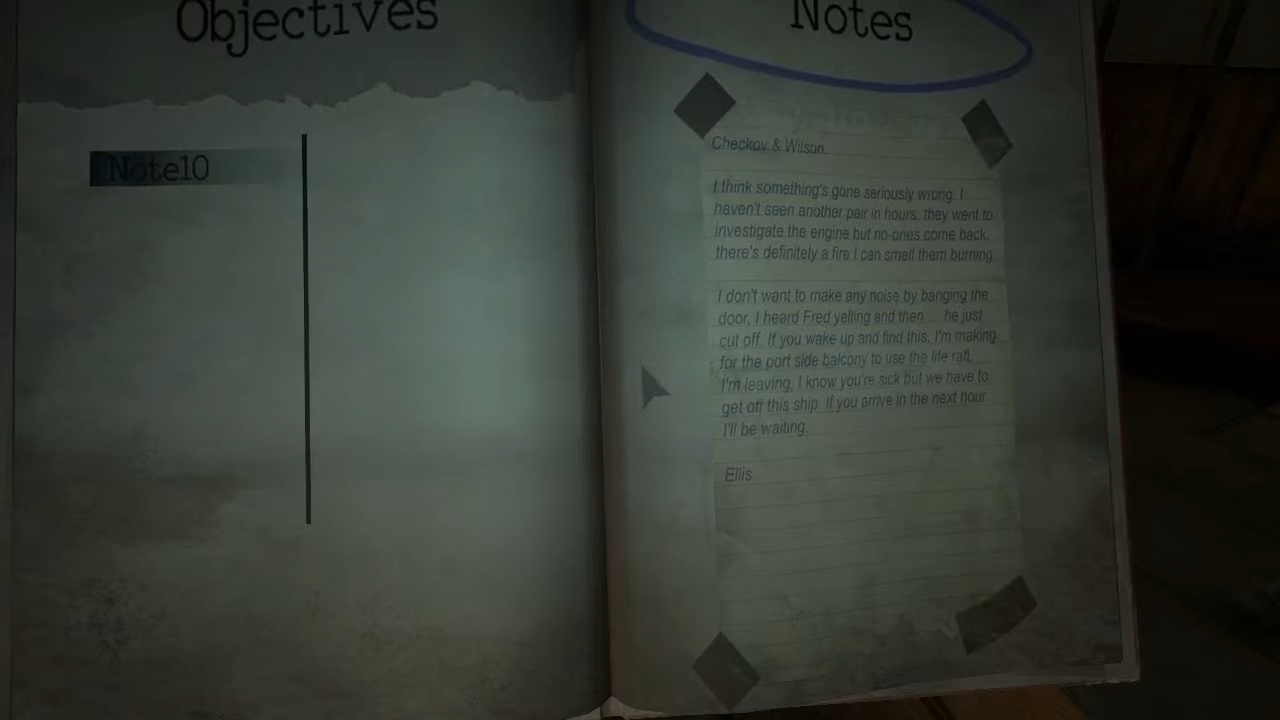 Objectives
Note10
Notes
Checkov & Wilson,
I think something's gone seriously wrong. I
haven't seen another pair in hours, they went to
investigate the engine but no-ones come back,
there's definitely a fire I can smell them burning
I don't want to make any noise by banging the
door, I heard Fred yelling and then ... he just
cut off. If you wake up and find this, I'm making
for the port side balcony to use the life raft.
I'm leaving, I know you're sick but we have to
get off this ship. If you arrive in the next hour
I'll be waiting.
Ellis